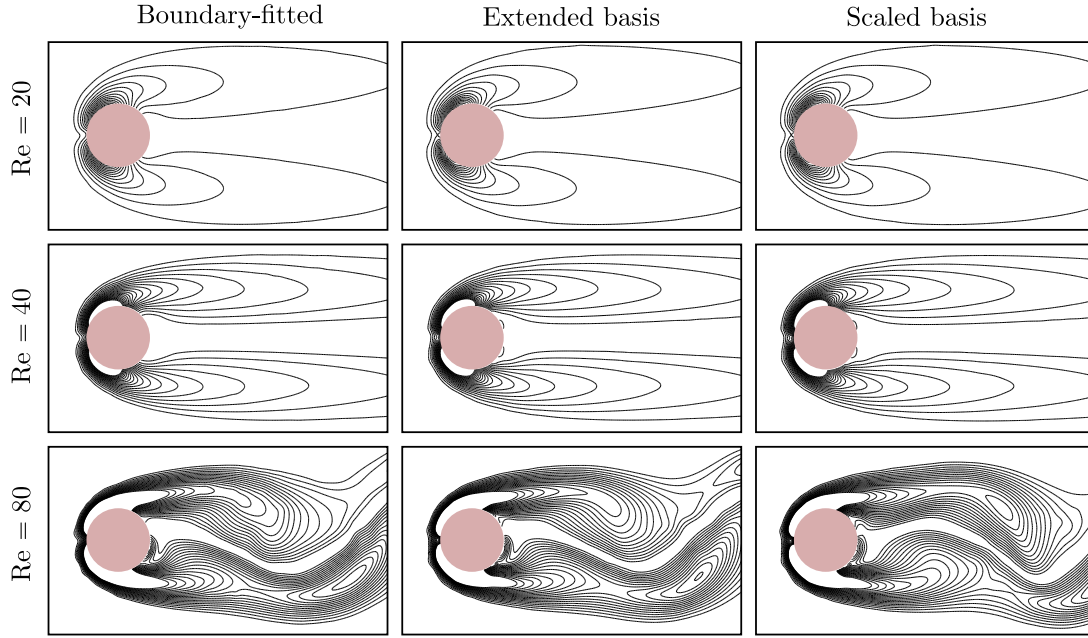 Boundary-fitted
Extended basis
Scaled basis
Re = 20
Re = 40
Re = 80